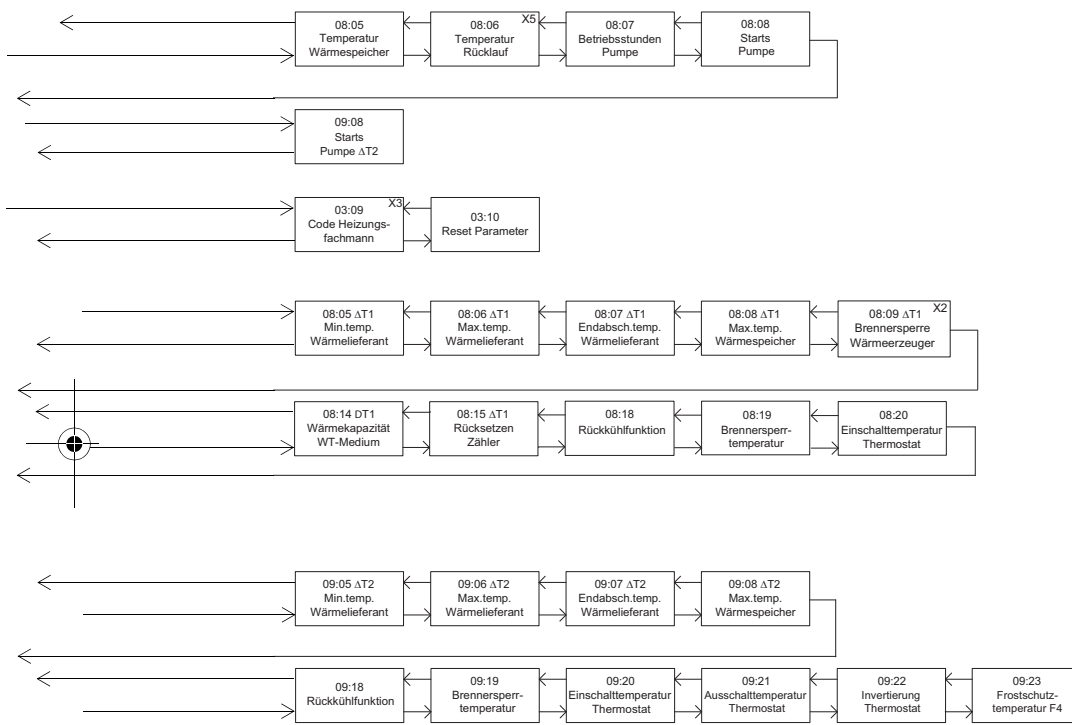 08:05
Temperatur
Wärmespeicher
X5
08:06
Temperatur
Rücklauf
08:07
Betriebsstunden
Pumpe
08:08
Starts
Pumpe
09:08
Starts
Pumpe ΔT2
X3
03:09
Code Heizungs-
fachmann
03:10
Reset Parameter
08:05 ΔT1
Min.temp.
Wärmelieferant
08:06 ΔT1
Max.temp.
Wärmelieferant
08:07 ΔT1
Endabsch.temp.
Wärmelieferant
08:08 ΔT1
Max.temp.
Wärmespeicher
X2
08:09 ΔT1
Brennersperre
Wärmeerzeuger
08:14 DT1
Wärmekapazität
WT-Medium
08:15 ΔT1
Rücksetzen
Zähler
08:18
Rückkühlfunktion
08:19
Brennersperr-
temperatur
08:20
Einschalttemperatur
Thermostat
09:05 ΔT2
Min.temp.
Wärmelieferant
09:06 ΔT2
Max.temp.
Wärmelieferant
09:07 ΔT2
Endabsch.temp.
Wärmelieferant
09:08 ΔT2
Max.temp.
Wärmespeicher
09:18
Rückkühlfunktion
09:19
Brennersperr-
temperatur
09:20
Einschalttemperatur
Thermostat
09:21
Ausschalttemperatur
Thermostat
09:22
Invertierung
Thermostat
09:23
Frostschutz-
temperatur F4